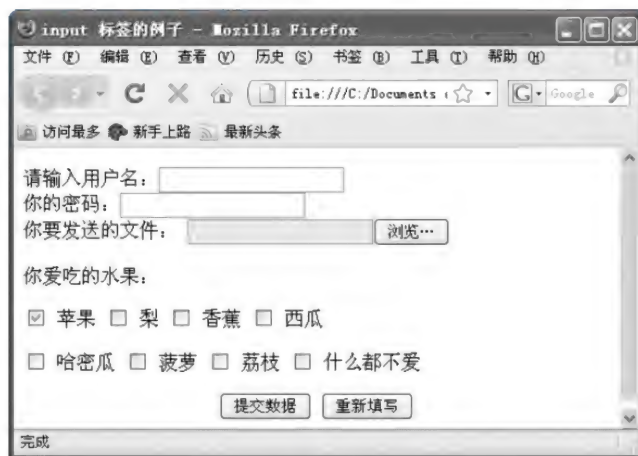 input 标签的例子 - Mozilla Firefox
文件 (F) 编辑 (E) 查看 (V) 历史 (S) 书签 (B) 工具 (T) 帮助 (H)
file:///C:/Documents Google
访问最多 新手上路 最新头条
请输入用户名:
你的密码:
你要发送的文件: 浏览…
你爱吃的水果:
苹果 梨 香蕉 西瓜
哈密瓜 菠萝 荔枝 什么都不爱
提交数据 重新填写
完成